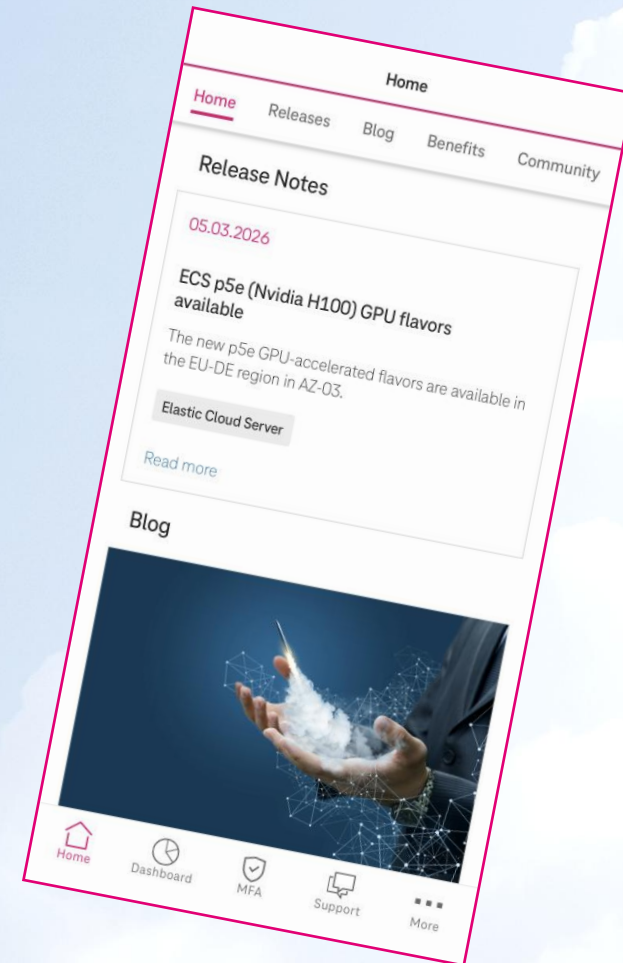 Home
Home Releases Blog Benefits Community
Release Notes
05.03.2026
ECS p5e (Nvidia H100) GPU flavors
available
The new p5e GPU-accelerated flavors are available in
the EU-DE region in AZ-03.
Elastic Cloud Server
Read more
Blog
Home Dashboard MFA Support More